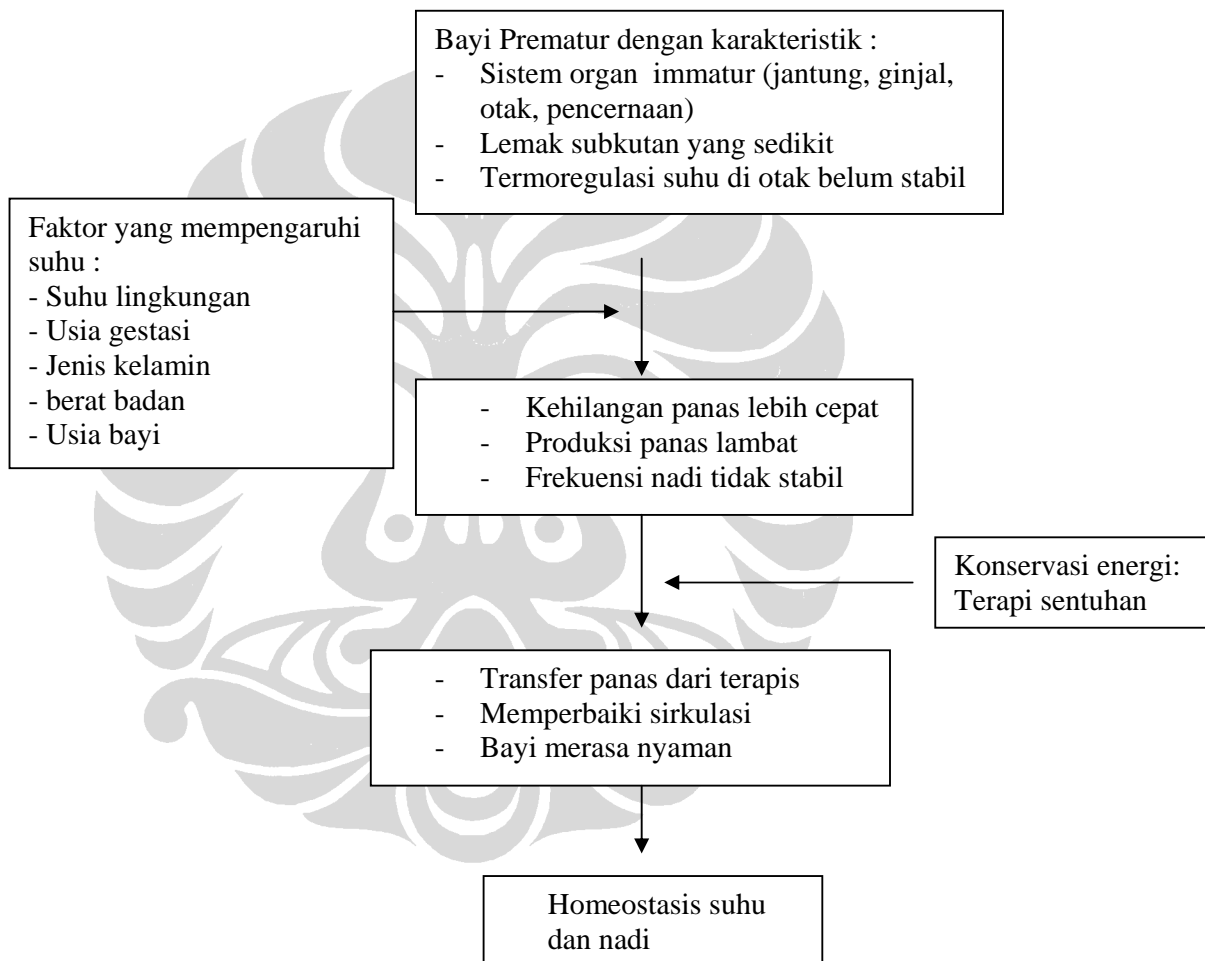 Bayi Prematur dengan karakteristik :
- Sistem organ immatur (jantung, ginjal,
otak, pencernaan)
- Lemak subkutan yang sedikit
- Termoregulasi suhu di otak belum stabil
Faktor yang mempengaruhi
suhu :
- Suhu lingkungan
- Usia gestasi
- Jenis kelamin
- berat badan
- Usia bayi
- Kehilangan panas lebih cepat
- Produksi panas lambat
- Frekuensi nadi tidak stabil
Konservasi energi:
Terapi sentuhan
- Transfer panas dari terapis
- Memperbaiki sirkulasi
- Bayi merasa nyaman
Homeostasis suhu
dan nadi